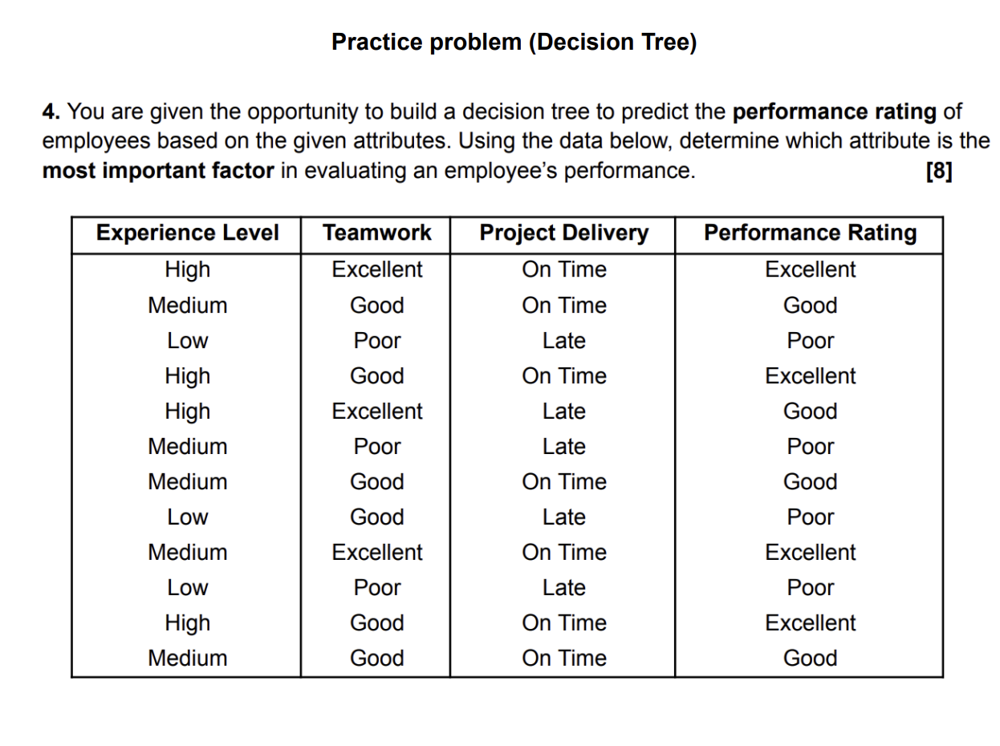 Practice problem (Decision Tree)
4. You are given the opportunity to build a decision tree to predict the performance rating of
employees based on the given attributes. Using the data below, determine which attribute is the
most important factor in evaluating an employee’s performance. [8]
Experience Level Teamwork Project Delivery Performance Rating
High Excellent On Time Excellent
Medium Good On Time Good
Low Poor Late Poor
High Good On Time Excellent
High Excellent Late Good
Medium Poor Late Poor
Medium Good On Time Good
Low Good Late Poor
Medium Excellent On Time Excellent
Low Poor Late Poor
High Good On Time Excellent
Medium Good On Time Good